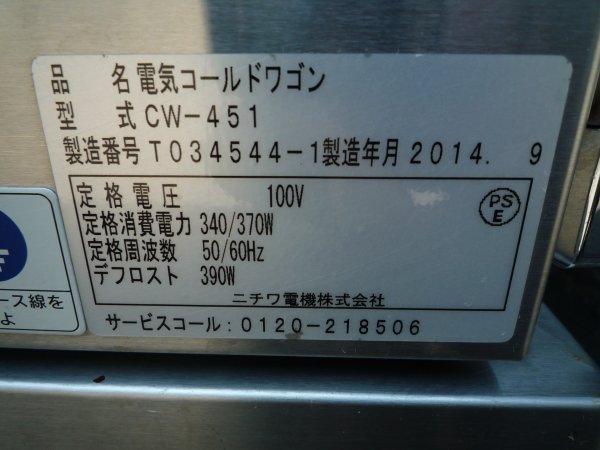 品 名 電気コールドワゴン
型 式 CW-451
製造番号 T034544-1 製造年月 2014. 9
定格電圧 100V
定格消費電力 340/370W
定格周波数 50/60Hz
デフロスト 390W
PS
E
ニチワ電機株式会社
サービスコール:0120-218506
ース線を
よ